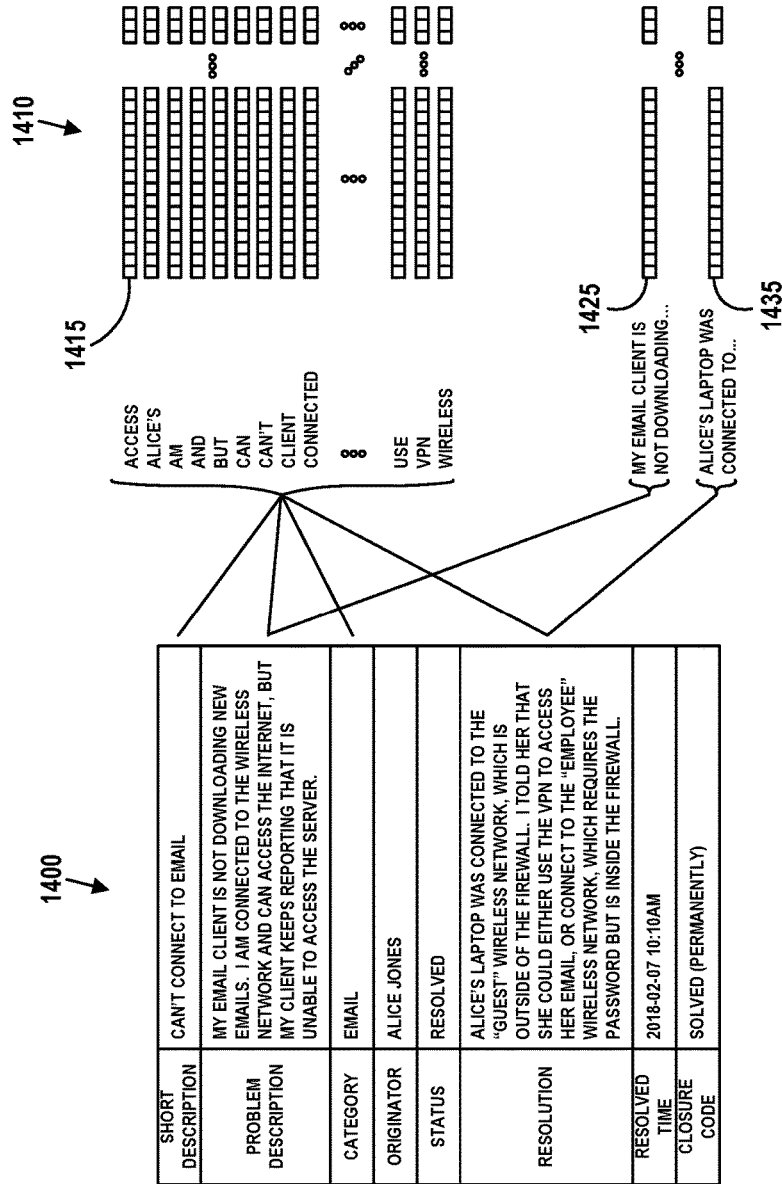 1400
SHORT
DESCRIPTION
CAN'T CONNECT TO EMAIL
PROBLEM
DESCRIPTION
MY EMAIL CLIENT IS NOT DOWNLOADING NEW
EMAILS. I AM CONNECTED TO THE WIRELESS
NETWORK AND CAN ACCESS THE INTERNET, BUT
MY CLIENT KEEPS REPORTING THAT IT IS
UNABLE TO ACCESS THE SERVER.
CATEGORY
EMAIL
ORIGINATOR
ALICE JONES
STATUS
RESOLVED
RESOLUTION
ALICE'S LAPTOP WAS CONNECTED TO THE
"GUEST" WIRELESS NETWORK, WHICH IS
OUTSIDE OF THE FIREWALL. I TOLD HER THAT
SHE COULD EITHER USE THE VPN TO ACCESS
HER EMAIL, OR CONNECT TO THE "EMPLOYEE"
WIRELESS NETWORK, WHICH REQUIRES THE
PASSWORD BUT IS INSIDE THE FIREWALL.
RESOLVED
TIME
2018-02-07 10:10AM
CLOSURE
CODE
SOLVED (PERMANENTLY)
1410
1415
ACCESS
ALICE'S
AM
AND
BUT
CAN
CAN'T
CLIENT
CONNECTED
USE
VPN
WIRELESS
1425
MY EMAIL CLIENT IS
NOT DOWNLOADING...
ALICE'S LAPTOP WAS
CONNECTED TO...
1435